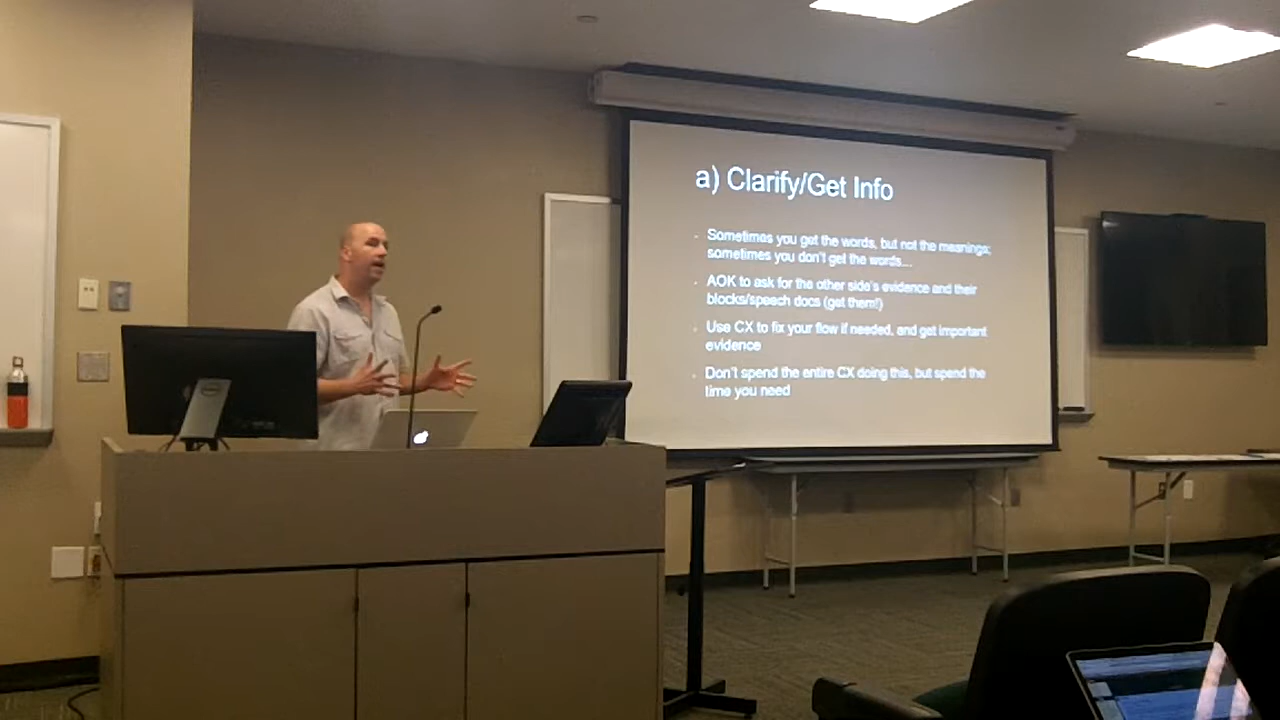 a) Clarify/Get Info
Sometimes you get the words, but not the meanings;
sometimes you don't get the words...
AOK to ask for the other side's evidence and their
blocks/speech docs (get them!)
Use CX to fix your flow if needed, and get important
evidence
Don't spend the entire CX doing this, but spend the
time you need